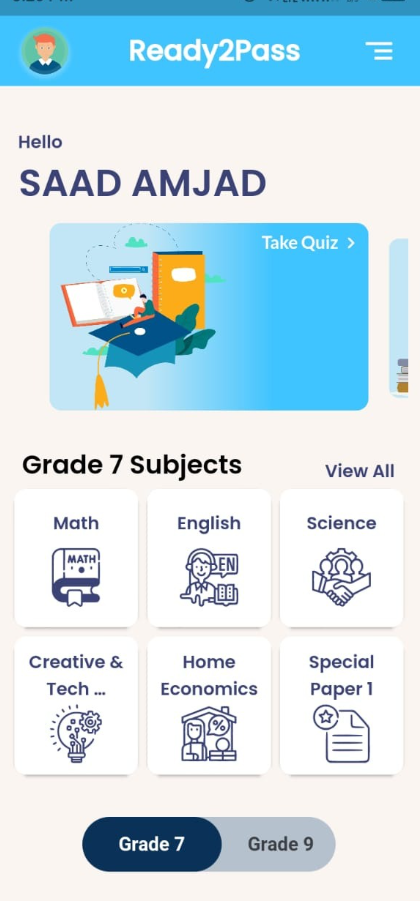 Ready2Pass
Hello
SAAD AMJAD
Take Quiz
Grade 7 Subjects
View All
Math
English
Science
MATH
EN
Creative &
Tech ...
Home
Economics
Special
Paper 1
%
Grade 7
Grade 9